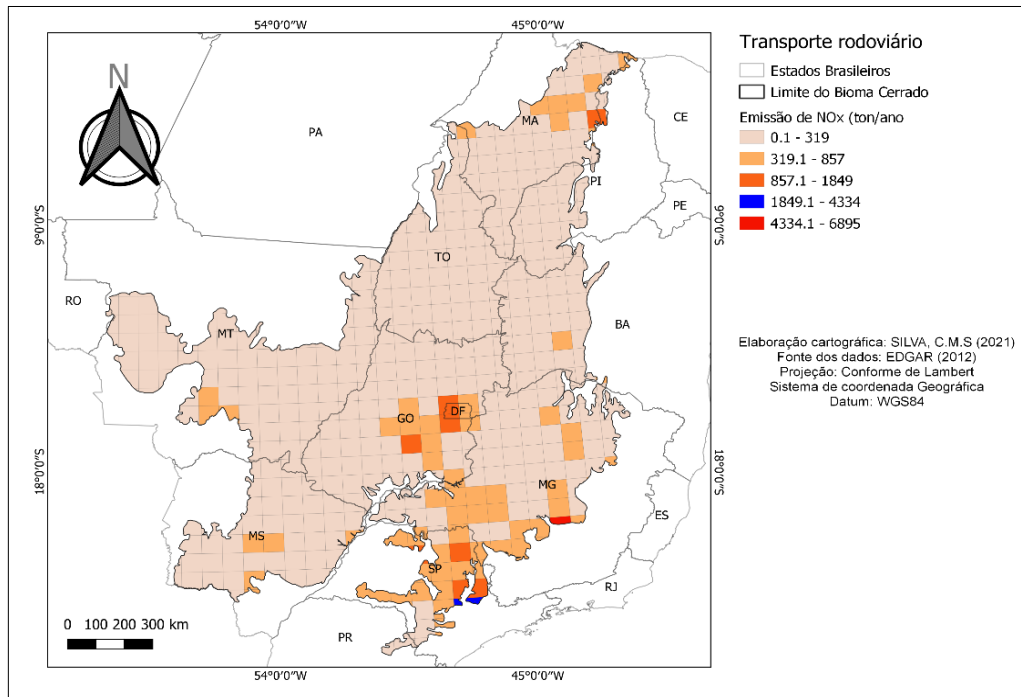 54°0'0"W
45°0'0"W
N
PA
MA
CE
PI
PE
9°0'0"S
9°0'0"S
TO
RO
MT
BA
GO
DF
18°0'0"S
18°0'0"S
MG
ES
MS
SP
RJ
PR
0 100 200 300 km
54°0'0"W
45°0'0"W
Transporte rodoviário
Estados Brasileiros
Limite do Bioma Cerrado
Emissão de NOx (ton/ano
0.1 - 319
319.1 - 857
857.1 - 1849
1849.1 - 4334
4334.1 - 6895
Elaboração cartográfica: SILVA, C.M.S (2021)
Fonte dos dados: EDGAR (2012)
Projeção: Conforme de Lambert
Sistema de coordenada Geográfica
Datum: WGS84